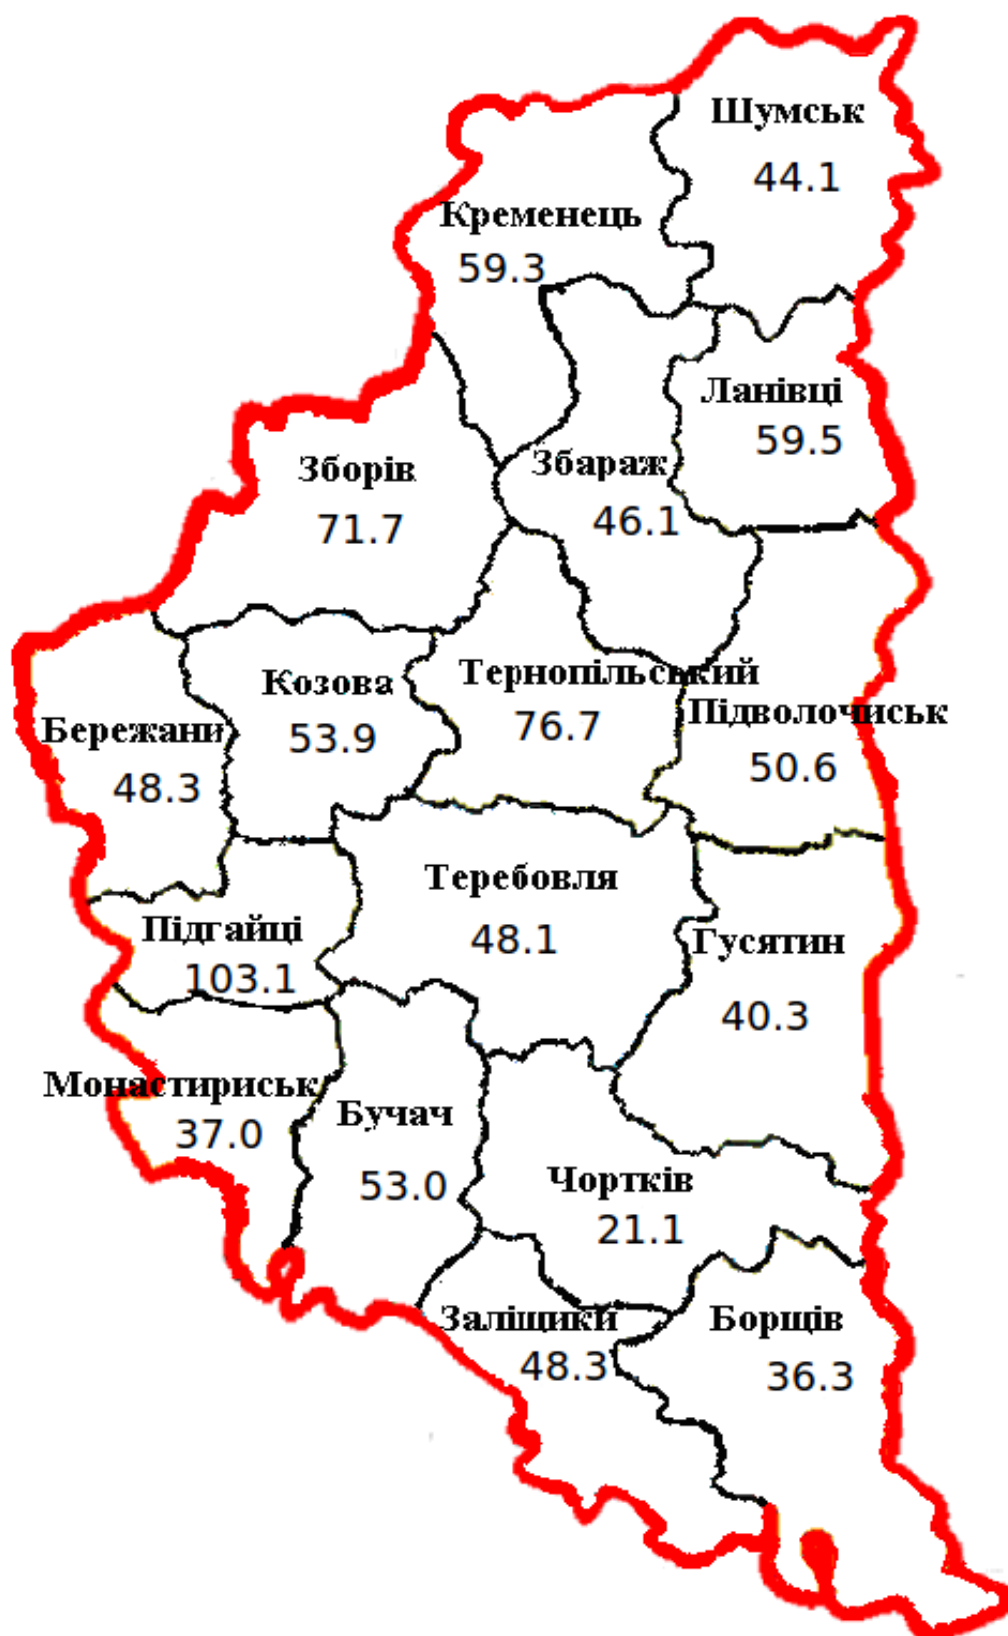 Шумськ
44.1
Кременець
59.3
Ланівці
59.5
Зборів
71.7
Збараж
46.1
Тернопільський
76.7
Козова
53.9
Підволочиськ
50.6
Бережани
48.3
Теребовля
48.1
Підгайці
103.1
Гусятин
40.3
Монастириськ
37.0
Бучач
53.0
Чортків
21.1
Заліщики
48.3
Борщів
36.3